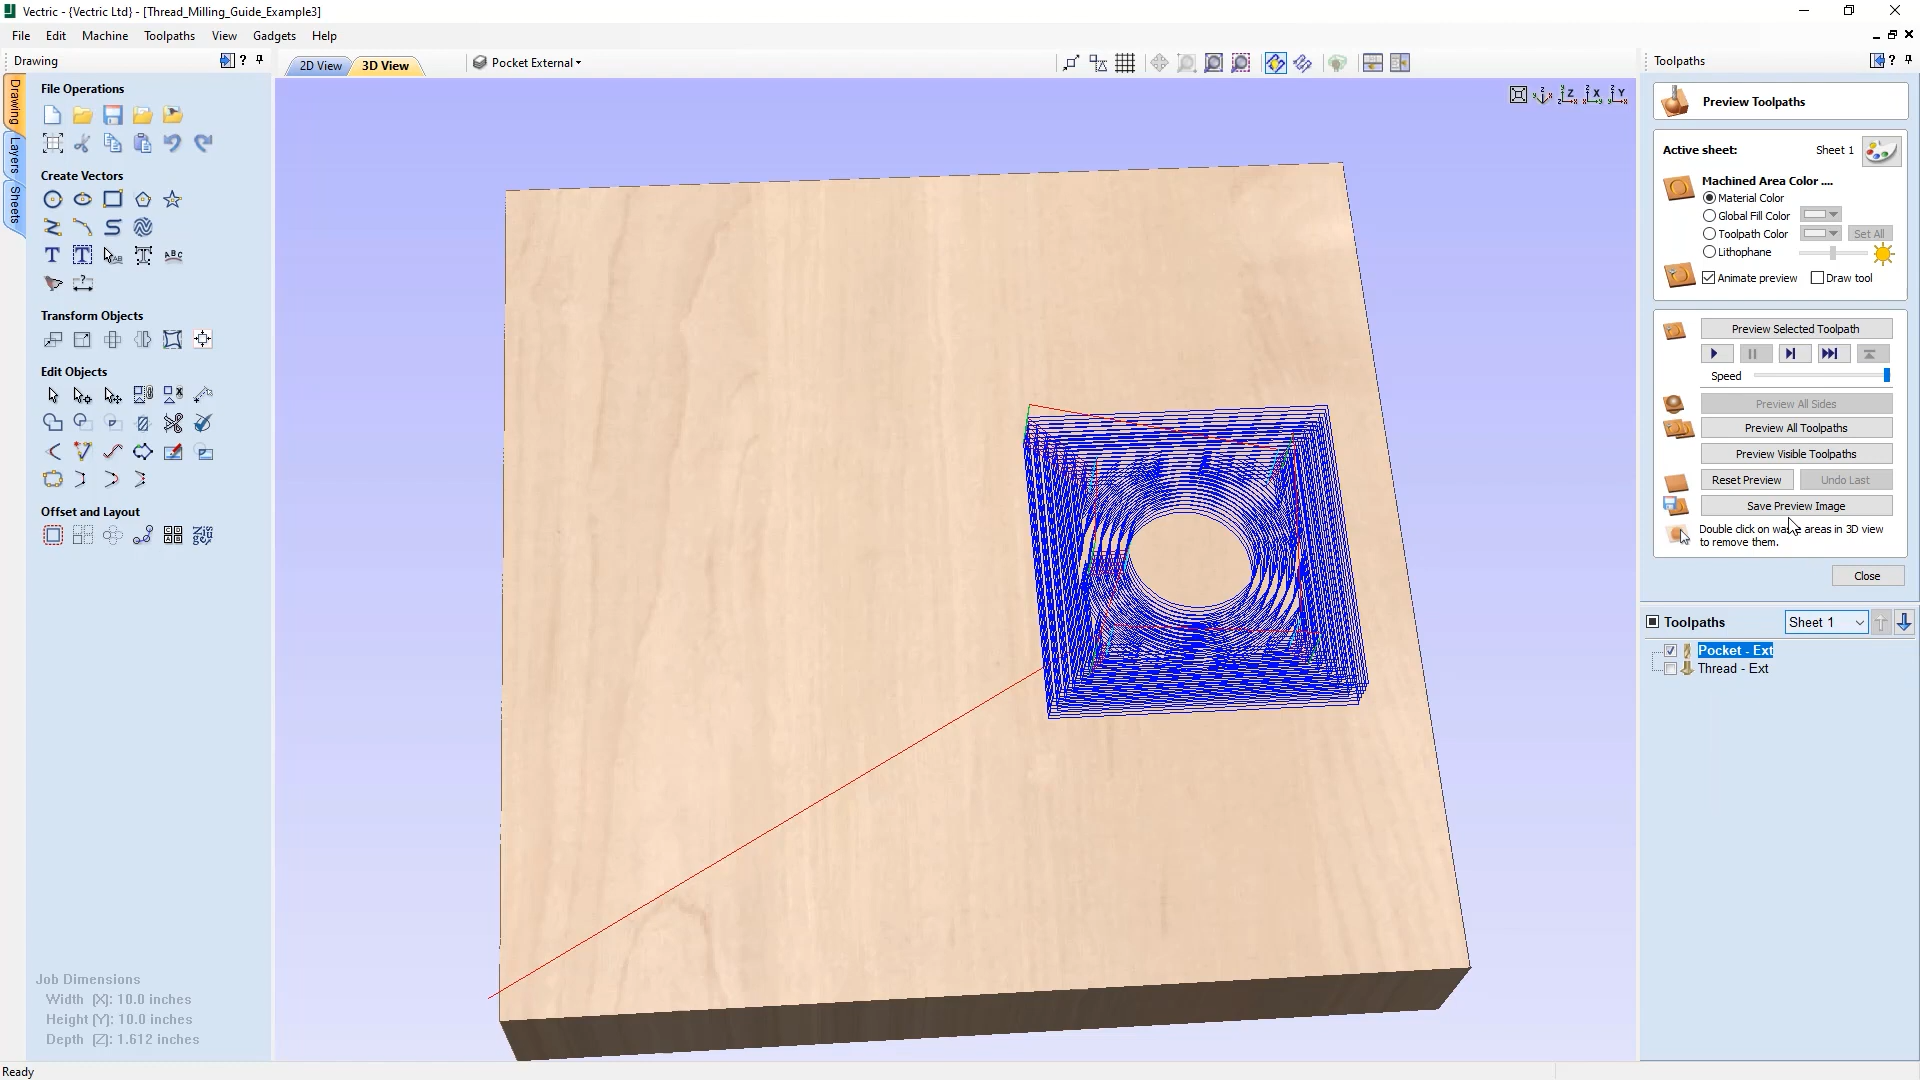 Vectric - {Vectric Ltd} - [Thread_Milling_Guide_Example3]
File Edit Machine Toolpaths View Gadgets Help
Drawing
2D View
3D View
Pocket External
Toolpaths
Drawing
Layers
Sheets
File Operations
Create Vectors
Transform Objects
Edit Objects
Offset and Layout
Job Dimensions
Width (X): 10.0 inches
Height (Y): 10.0 inches
Depth (Z): 1.612 inches
Preview Toolpaths
Active sheet: Sheet 1
Machined Area Color ....
Material Color
Global Fill Color
Toolpath Color Set All
Lithophane
Animate preview Draw tool
Preview Selected Toolpath
Speed
Preview All Sides
Preview All Toolpaths
Preview Visible Toolpaths
Reset Preview Undo Last
Save Preview Image
Double click on areas in 3D view
to remove them.
Close
Toolpaths Sheet 1
Pocket - Ext
Thread - Ext
Ready